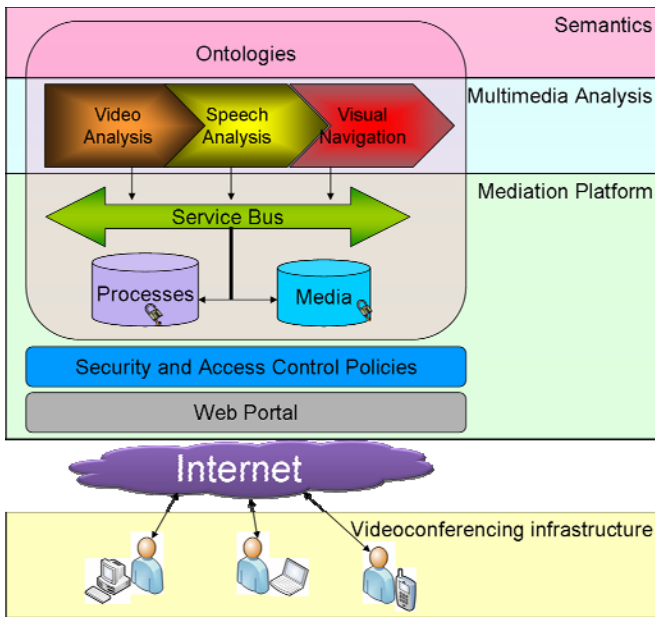 Semantics
Ontologies
Multimedia Analysis
Video
Analysis
Speech
Analysis
Visual
Navigation
Mediation Platform
Service Bus
Processes
Media
Security and Access Control Policies
Web Portal
Internet
Videoconferencing infrastructure